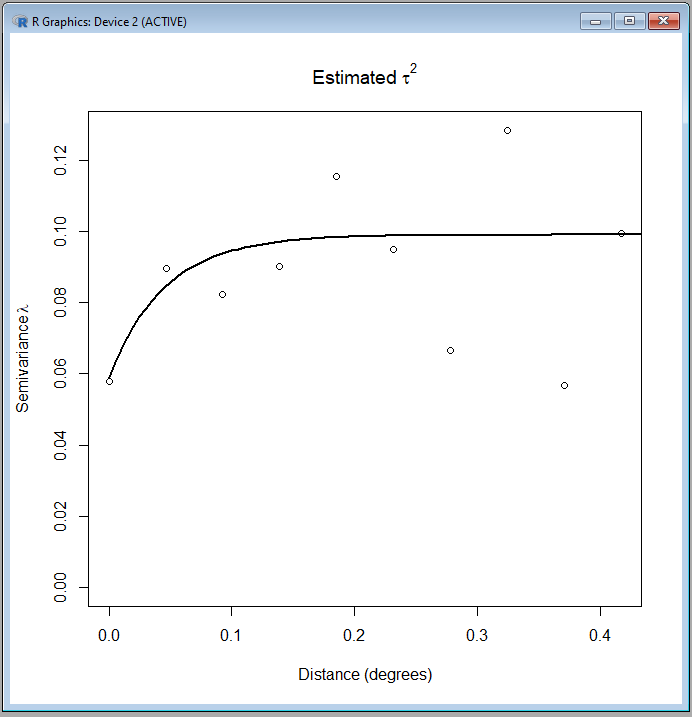 R Graphics: Device 2 (ACTIVE)
Estimated τ²
Semivariance λ
0.12
0.10
0.08
0.06
0.04
0.02
0.00
0.0 0.1 0.2 0.3 0.4
Distance (degrees)